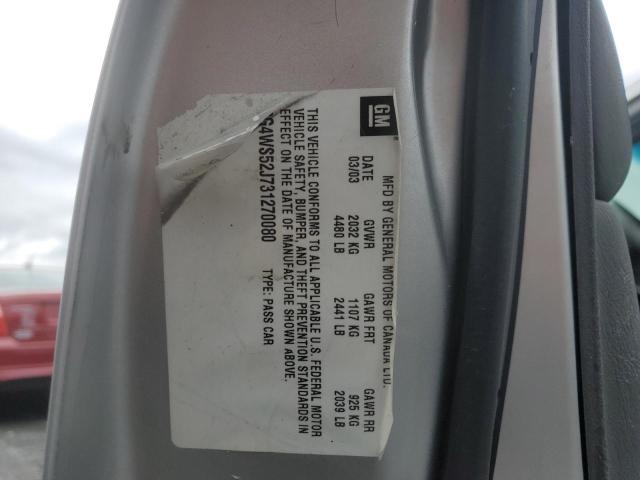 GM
MFD BY GENERAL MOTORS OF CANADA LTD.
DATE GVWR GAWR FRT GAWR RR
03/03 2032 KG 1107 KG 925 KG
4480 LB 2441 LB 2039 LB
THIS VEHICLE CONFORMS TO ALL APPLICABLE U.S. FEDERAL MOTOR
VEHICLE SAFETY, BUMPER, AND THEFT PREVENTION STANDARDS IN
EFFECT ON THE DATE OF MANUFACTURE SHOWN ABOVE.
G4WS52J731270080 TYPE: PASS CAR